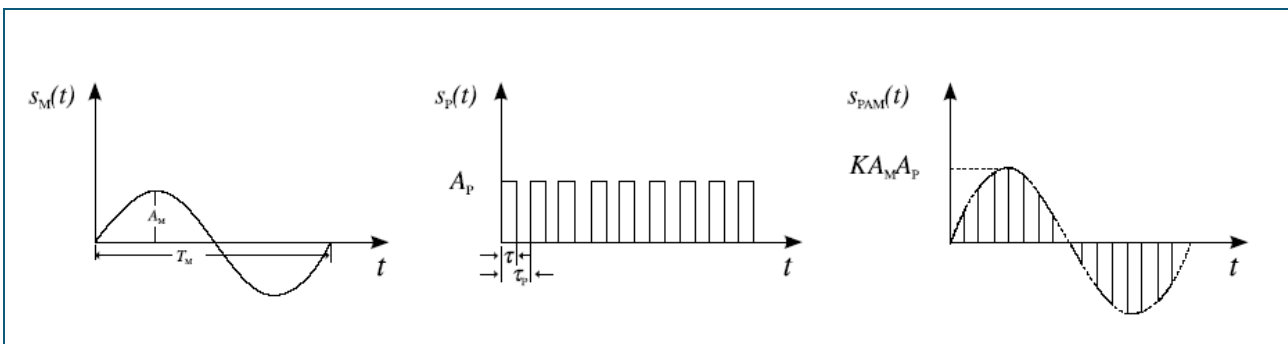 s_M(t)
A_M
T_M
t
s_P(t)
A_P
τ
τ_P
t
s_PAM(t)
KA_MA_P
t